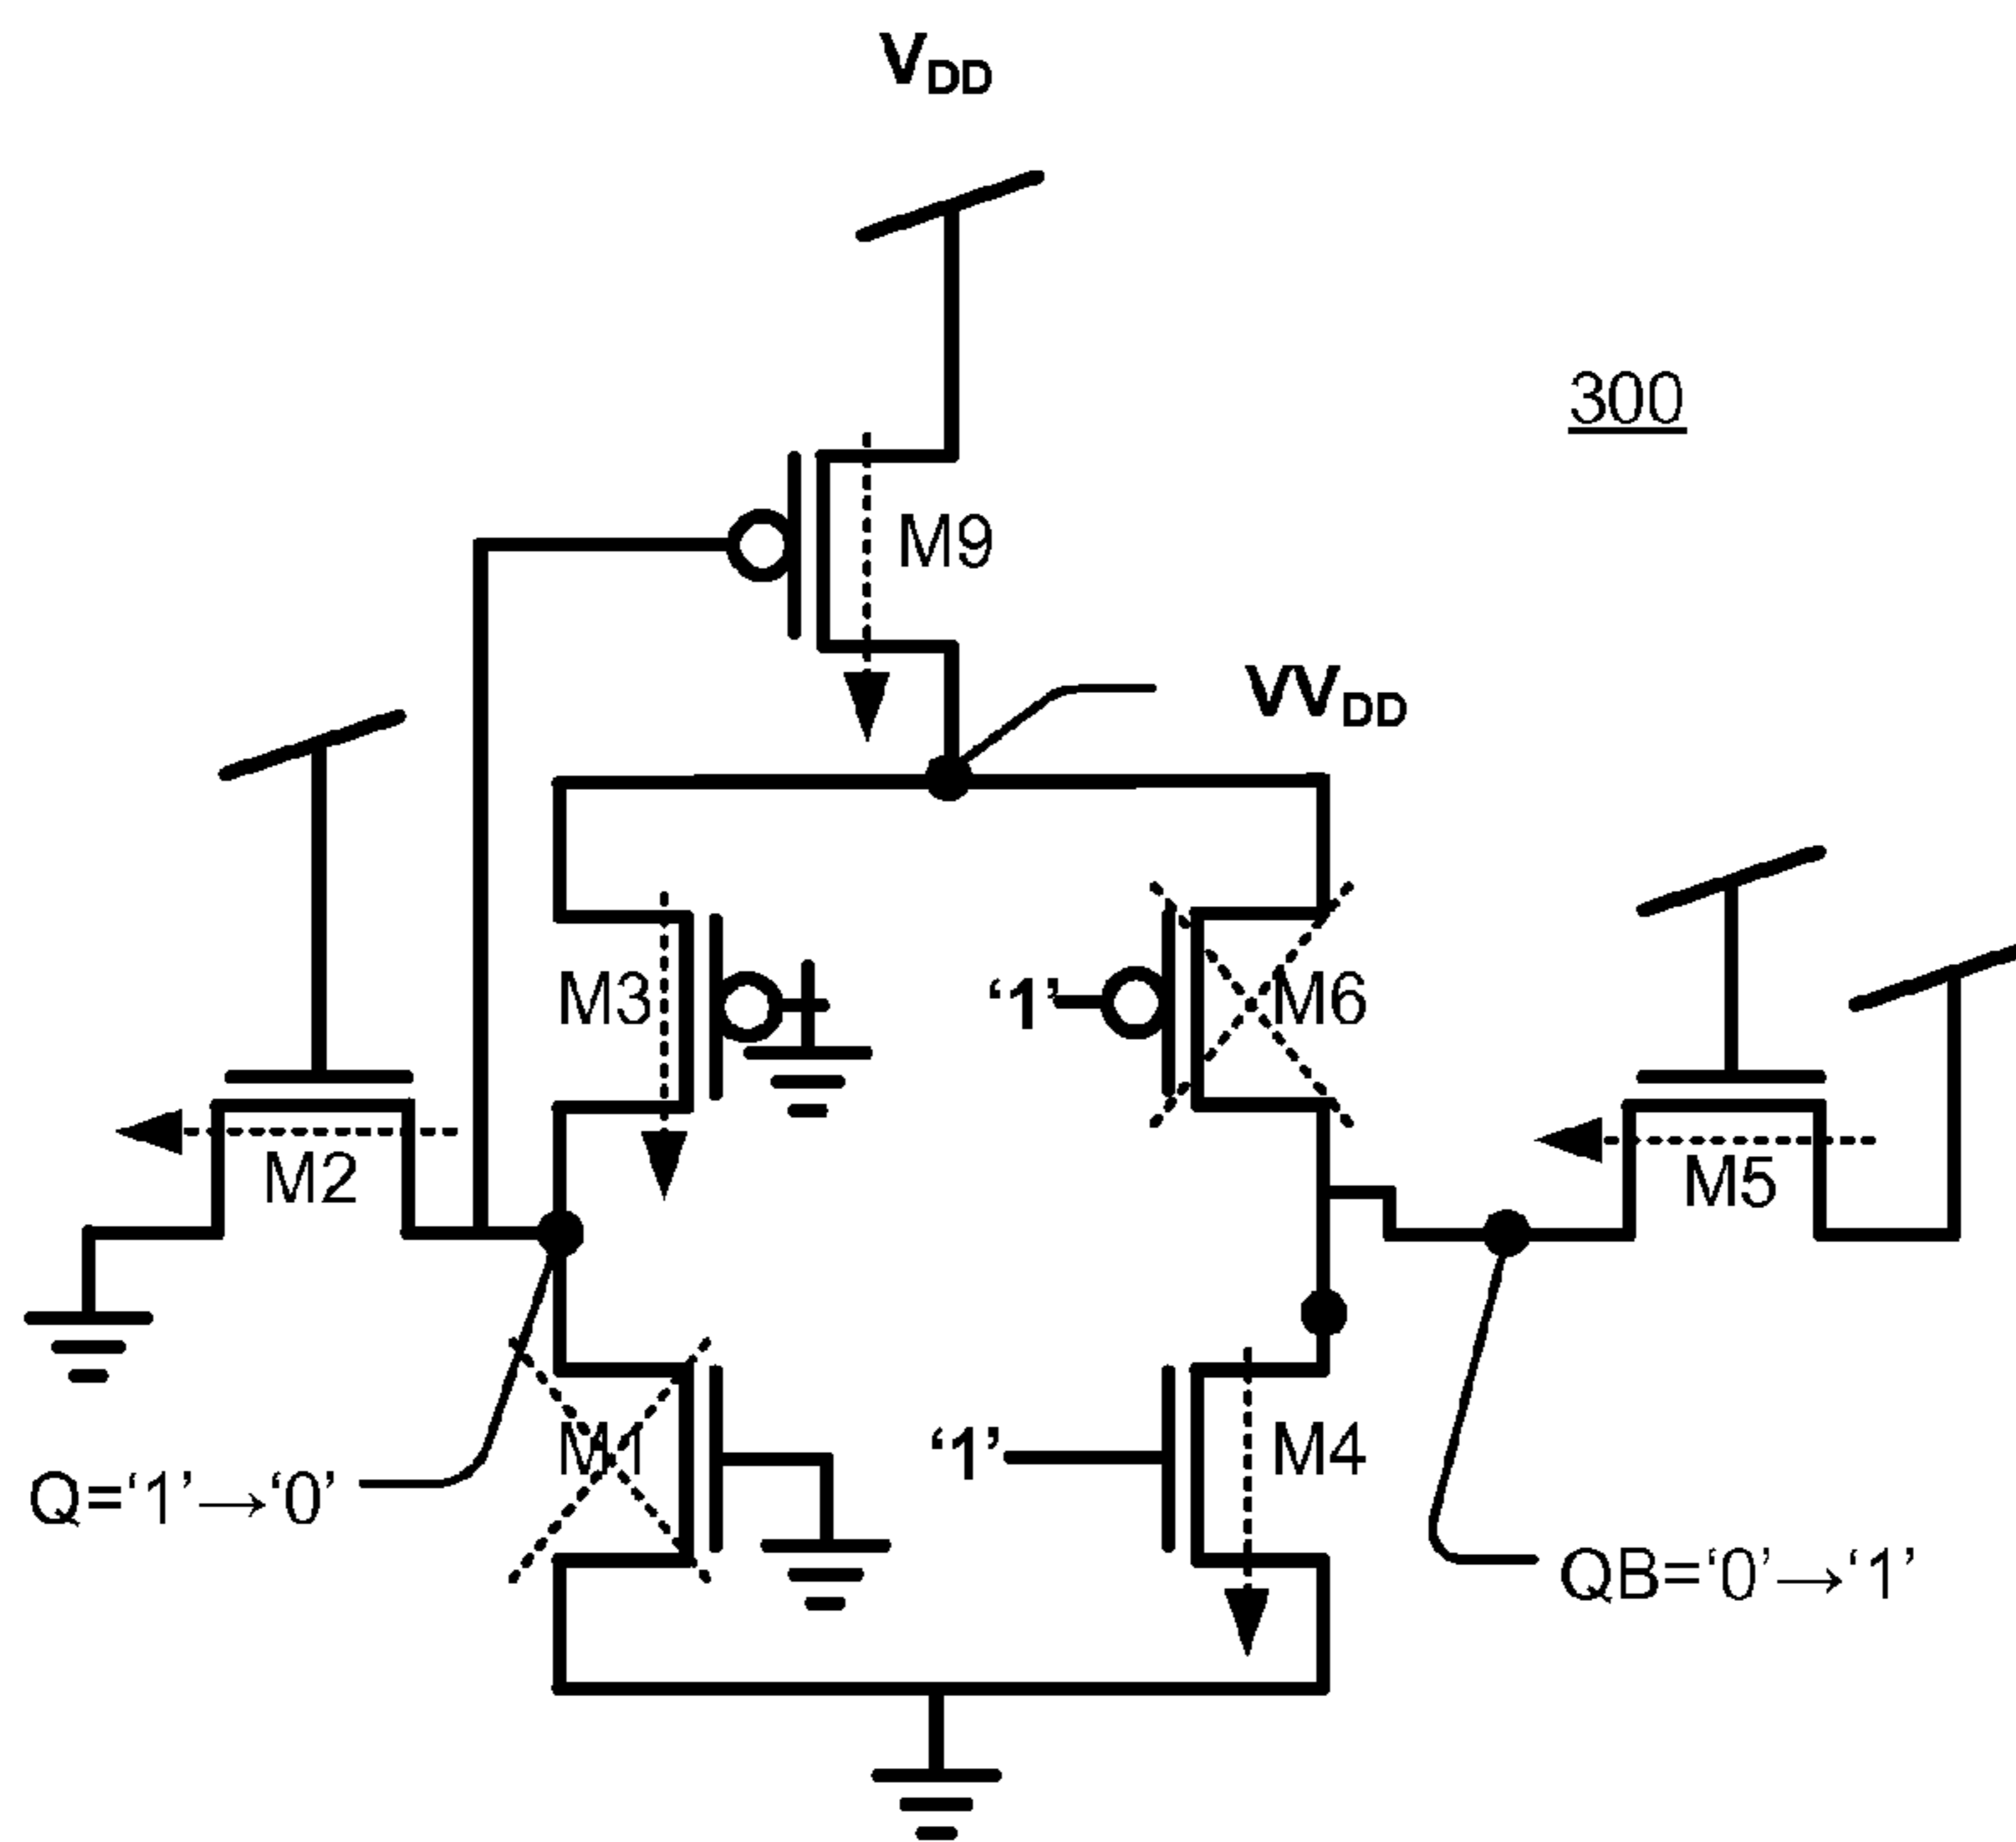 VDD
300
M9
VVDD
M3
‘1’
M6
M2
M5
M1
‘1’
M4
Q=‘1’→‘0’
QB=‘0’→‘1’